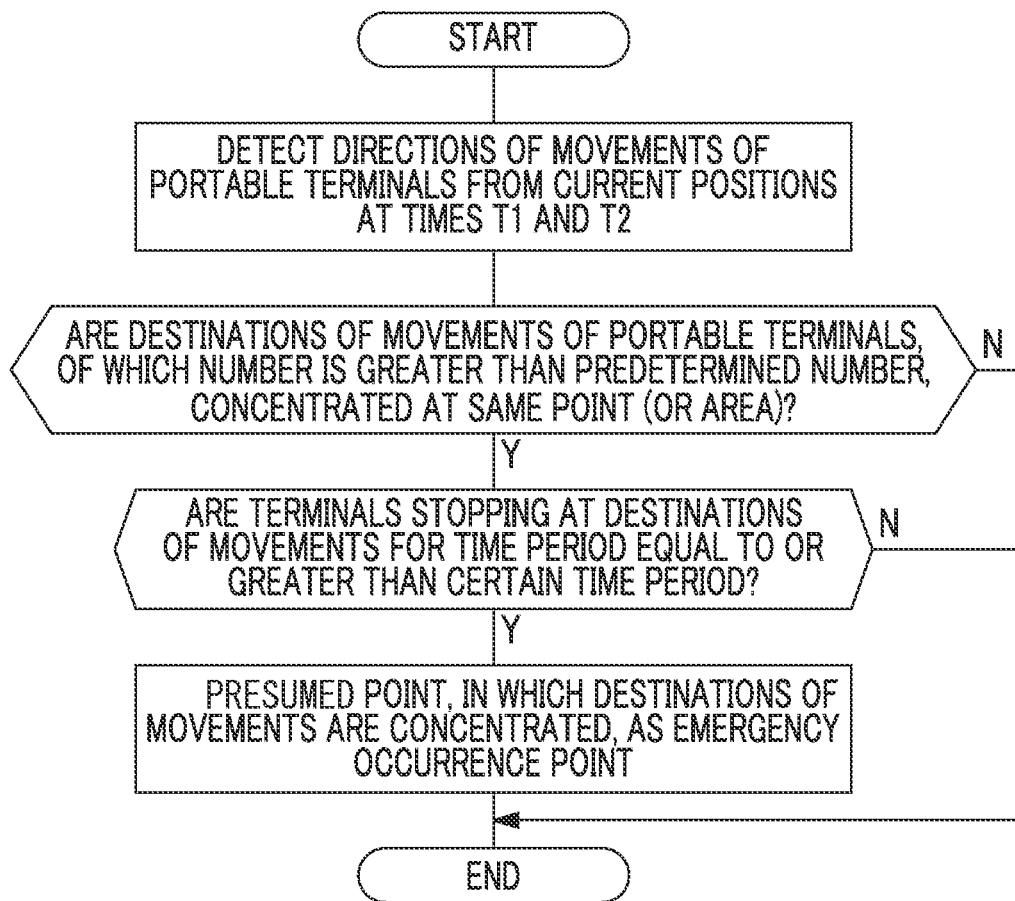 START
DETECT DIRECTIONS OF MOVEMENTS OF
PORTABLE TERMINALS FROM CURRENT POSITIONS
AT TIMES T1 AND T2
ARE DESTINATIONS OF MOVEMENTS OF PORTABLE TERMINALS,
OF WHICH NUMBER IS GREATER THAN PREDETERMINED NUMBER,
CONCENTRATED AT SAME POINT (OR AREA)?
N
Y
ARE TERMINALS STOPPING AT DESTINATIONS
OF MOVEMENTS FOR TIME PERIOD EQUAL TO OR
GREATER THAN CERTAIN TIME PERIOD?
N
Y
PRESUMED POINT, IN WHICH DESTINATIONS OF
MOVEMENTS ARE CONCENTRATED, AS EMERGENCY
OCCURRENCE POINT
END